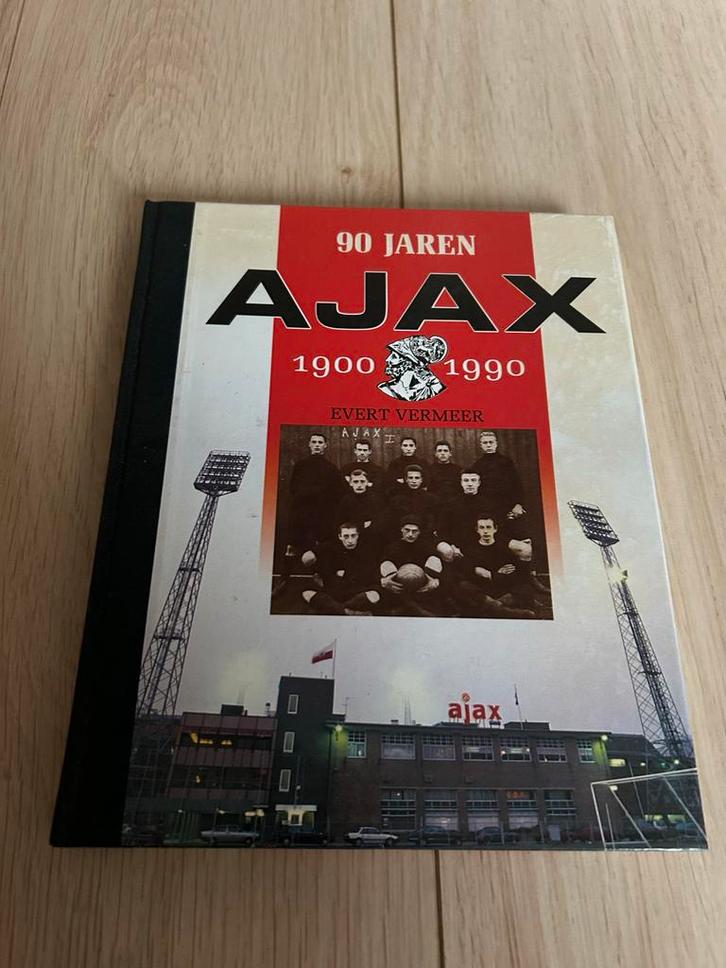 90 JAREN
AJAX
1900 1990
EVERT VERMEER
AJAX I
ajax